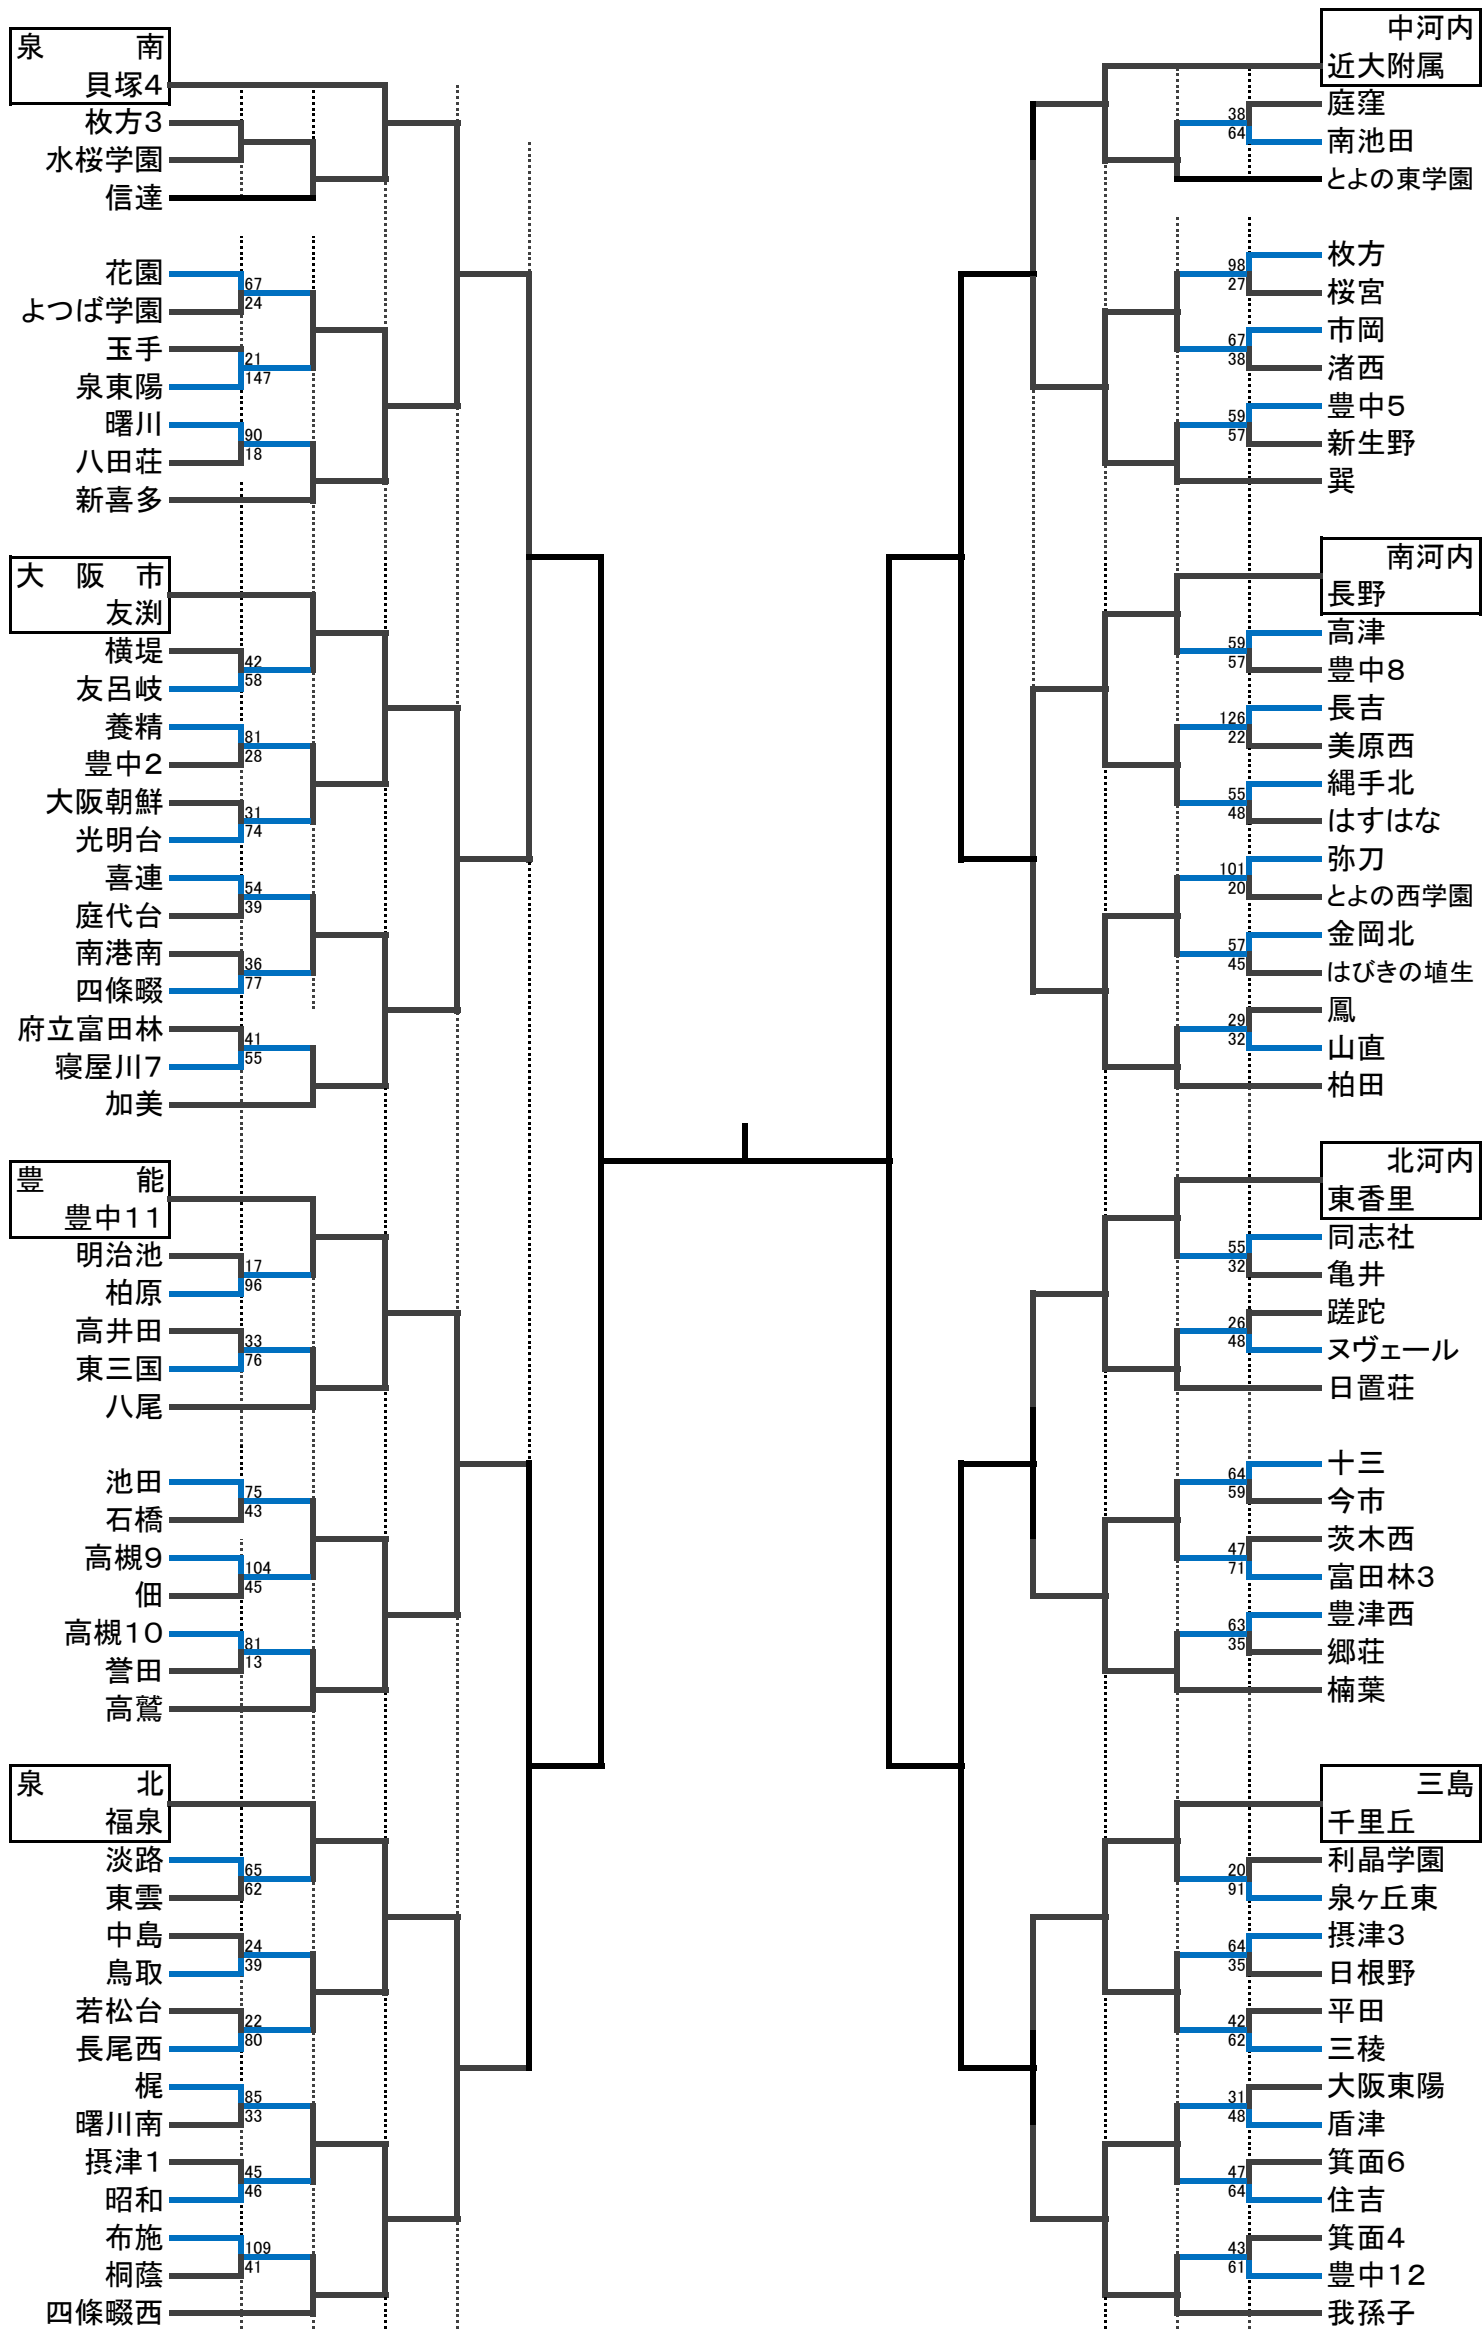 泉　南
貝塚4
枚方3
水桜学園
信達
花園
67
24
よつば学園
玉手
21
147
泉東陽
曙川
90
18
八田荘
新喜多
大　阪　市
友渕
横堤
42
58
友呂岐
養精
81
28
豊中2
大阪朝鮮
31
74
光明台
喜連
54
39
庭代台
南港南
36
77
四條畷
府立富田林
41
55
寝屋川7
加美
豊　能
豊中11
明治池
17
96
柏原
高井田
33
76
東三国
八尾
池田
75
43
石橋
高槻9
104
45
佃
高槻10
81
13
誉田
高鷲
泉　北
福泉
淡路
65
62
東雲
中島
24
39
鳥取
若松台
22
80
長尾西
梶
85
33
曙川南
摂津1
45
46
昭和
布施
109
41
桐蔭
四條畷西
中河内
近大附属
庭窪
38
64
南池田
とよの東学園
枚方
98
27
桜宮
市岡
67
38
渚西
豊中5
59
57
新生野
巽
南河内
長野
高津
59
57
豊中8
長吉
126
22
美原西
縄手北
55
48
はすはな
弥刀
101
20
とよの西学園
金岡北
57
45
はびきの埴生
鳳
29
32
山直
柏田
北河内
東香里
同志社
55
32
亀井
蹉跎
26
48
ヌヴェール
日置荘
十三
64
59
今市
茨木西
47
71
富田林3
豊津西
63
35
郷荘
楠葉
三島
千里丘
利晶学園
20
91
泉ヶ丘東
摂津3
64
35
日根野
平田
42
62
三稜
大阪東陽
31
48
盾津
箕面6
47
64
住吉
箕面4
43
61
豊中12
我孫子